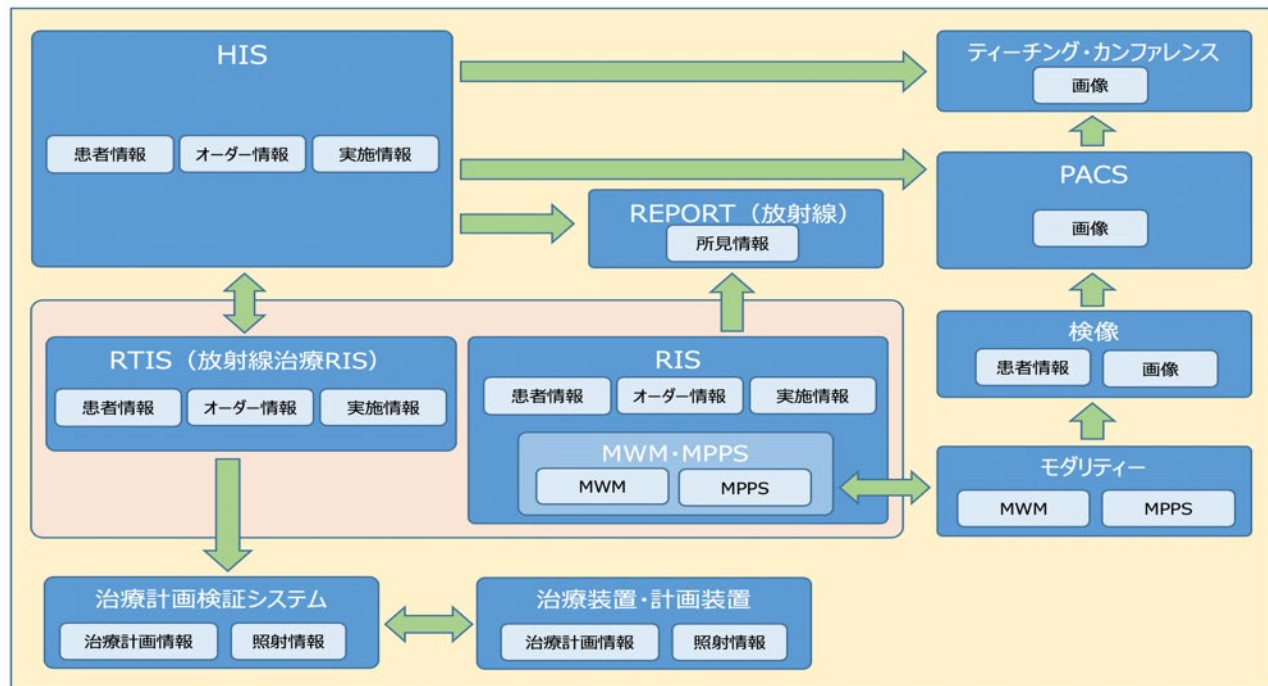 HIS
患者情報
オーダー情報
実施情報
ティーチング・カンファレンス
画像
PACS
画像
REPORT（放射線）
所見情報
RTIS（放射線治療RIS）
患者情報
オーダー情報
実施情報
RIS
患者情報
オーダー情報
実施情報
MWM・MPPS
MWM
MPPS
検像
患者情報
画像
モダリティー
MWM
MPPS
治療計画検証システム
治療計画情報
照射情報
治療装置・計画装置
治療計画情報
照射情報